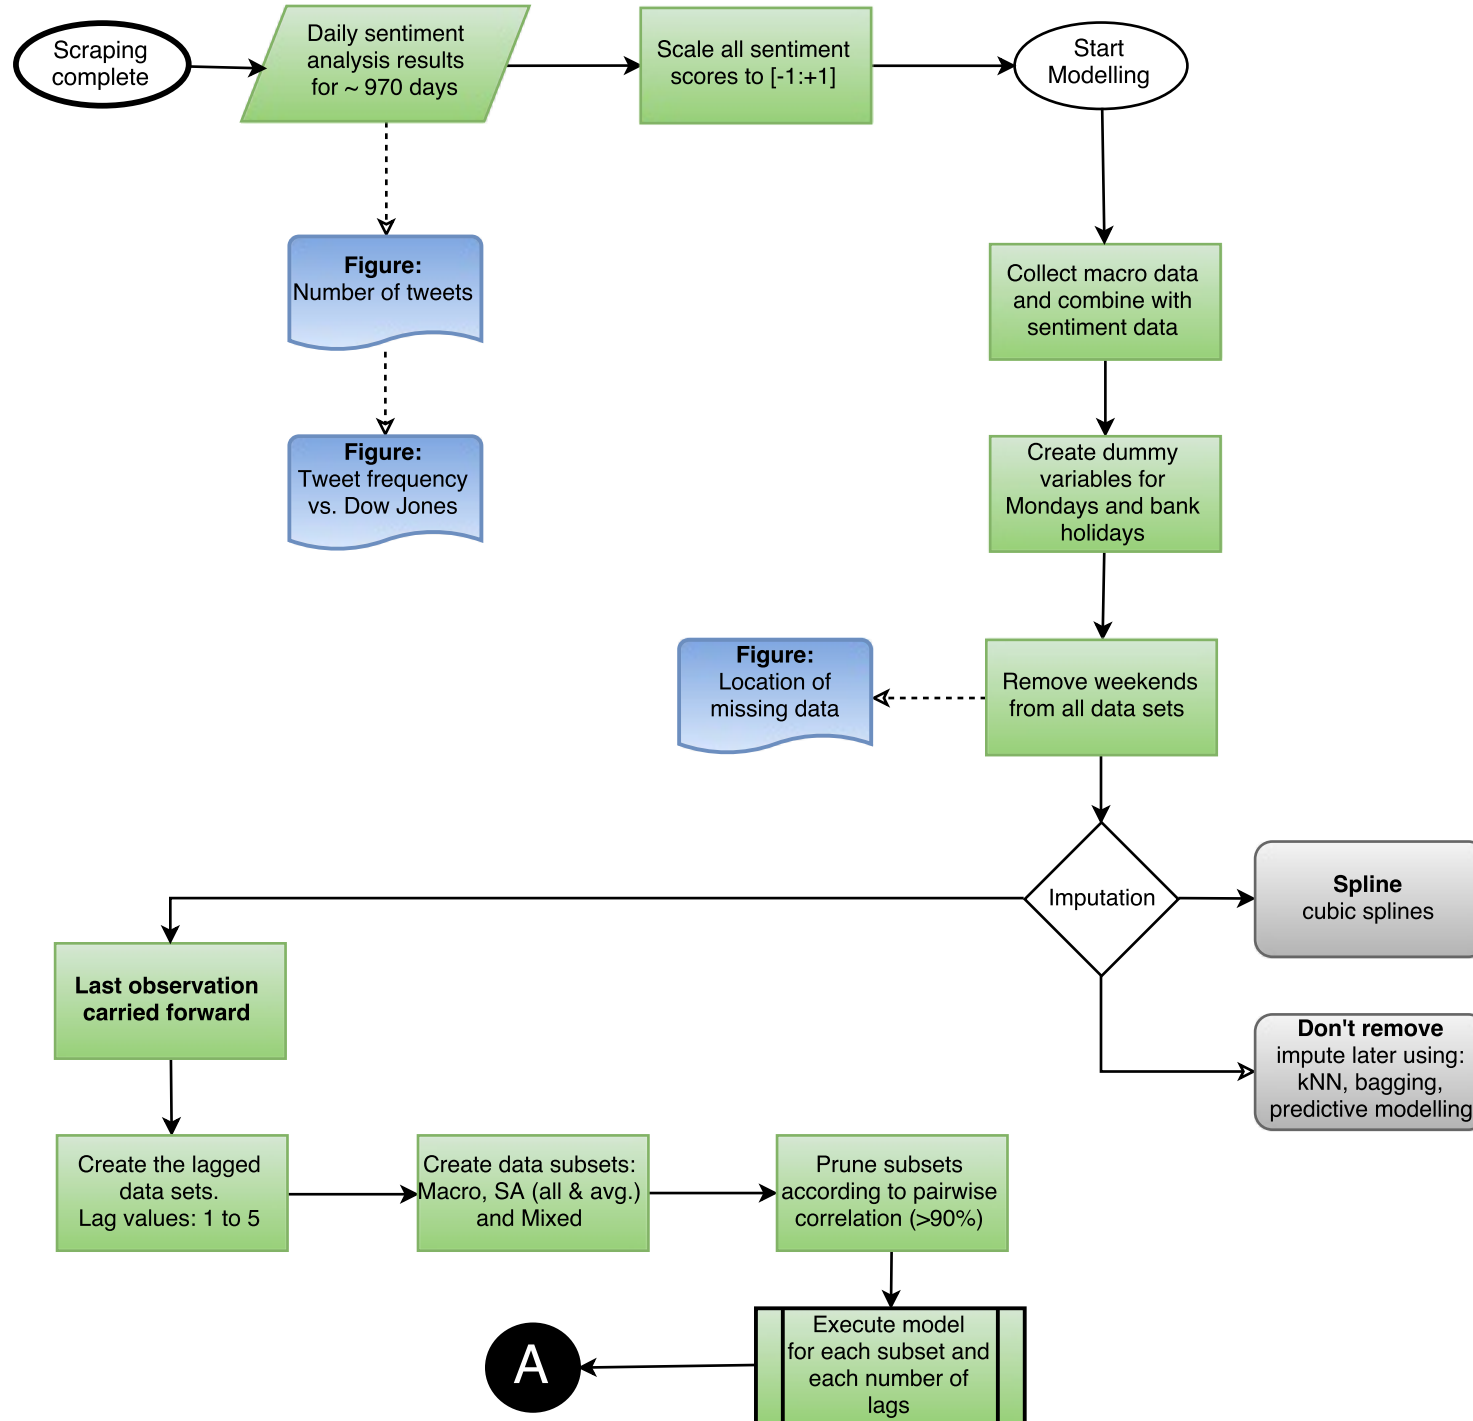 Scraping
complete
Daily sentiment
analysis results
for ~ 970 days
Scale all sentiment
scores to [-1:+1]
Start
Modelling
Figure:
Number of tweets
Collect macro data
and combine with
sentiment data
Figure:
Tweet frequency
vs. Dow Jones
Create dummy
variables for
Mondays and bank
holidays
Figure:
Location of
missing data
Remove weekends
from all data sets
Imputation
Spline
cubic splines
Last observation
carried forward
Don't remove
impute later using:
kNN, bagging,
predictive modelling
Create the lagged
data sets.
Lag values: 1 to 5
Create data subsets:
Macro, SA (all & avg.)
and Mixed
Prune subsets
according to pairwise
correlation (>90%)
Execute model
for each subset and
each number of
lags
A